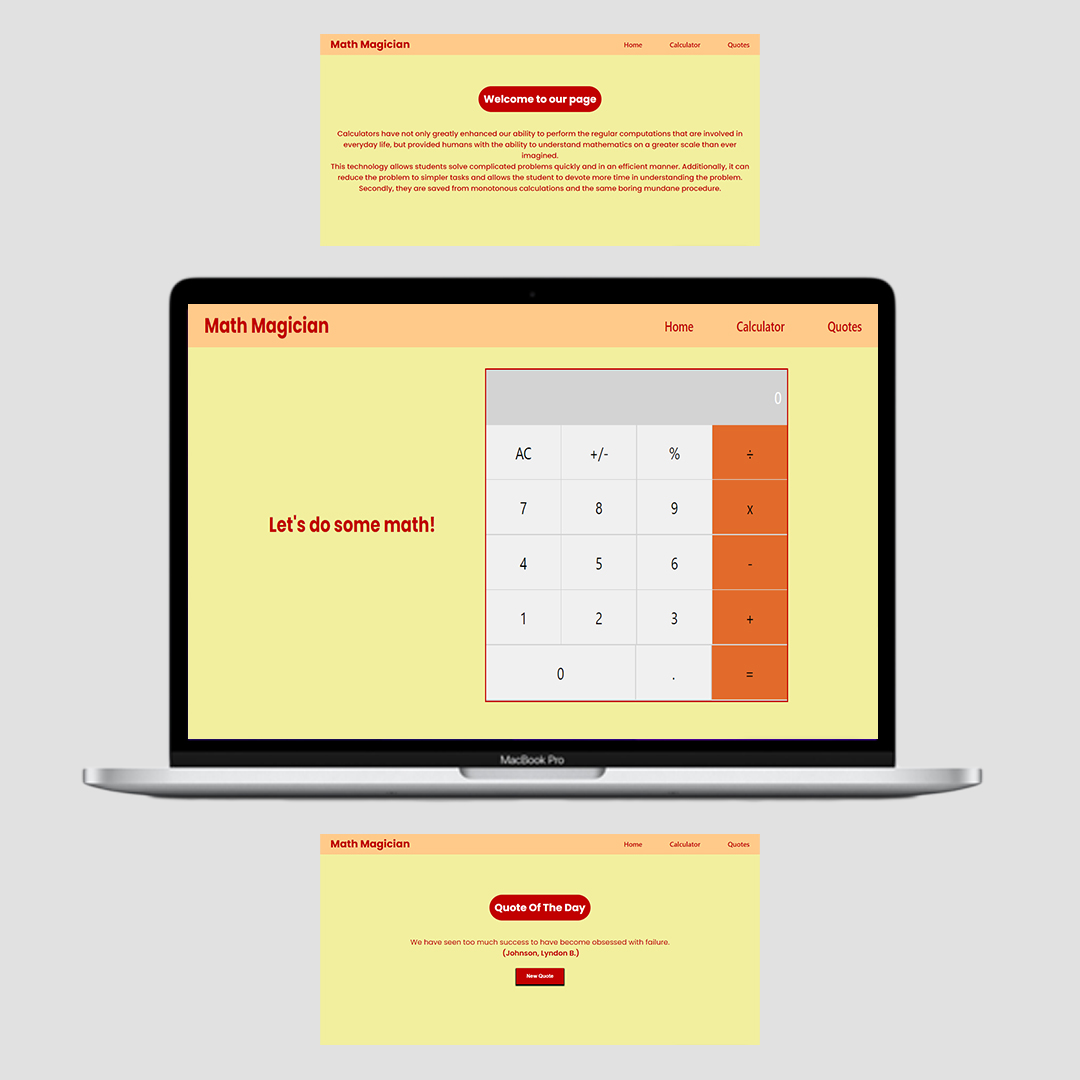 Math Magician Home Calculator Quotes
Welcome to our page
Calculators have not only greatly enhanced our ability to perform the regular computations that are involved in
everyday life, but provided humans with the ability to understand mathematics on a greater scale than ever
imagined.
This technology allows students solve complicated problems quickly and in an efficient manner. Additionally, it can
reduce the problem to simpler tasks and allows the student to devote more time in understanding the problem.
Secondly, they are saved from monotonous calculations and the same boring mundane procedure.
Math Magician Home Calculator Quotes
0
AC +/- % ÷
7 8 9 x
Let's do some math!
4 5 6 -
1 2 3 +
0 . =
MacBook Pro
Math Magician Home Calculator Quotes
Quote Of The Day
We have seen too much success to have become obsessed with failure.
(Johnson, Lyndon B.)
New Quote